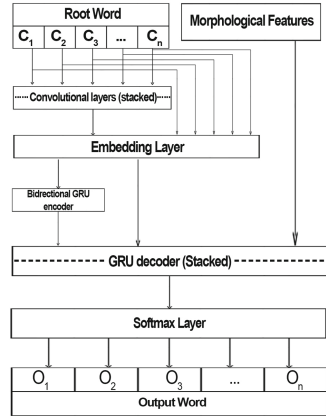 Root Word
Morphological Features
C1 C2 C3 ... Cn
Convolutional layers (stacked)
Embedding Layer
Bidrectional GRU
encoder
GRU decoder (Stacked)
Softmax Layer
O1 O2 O3 ... On
Output Word